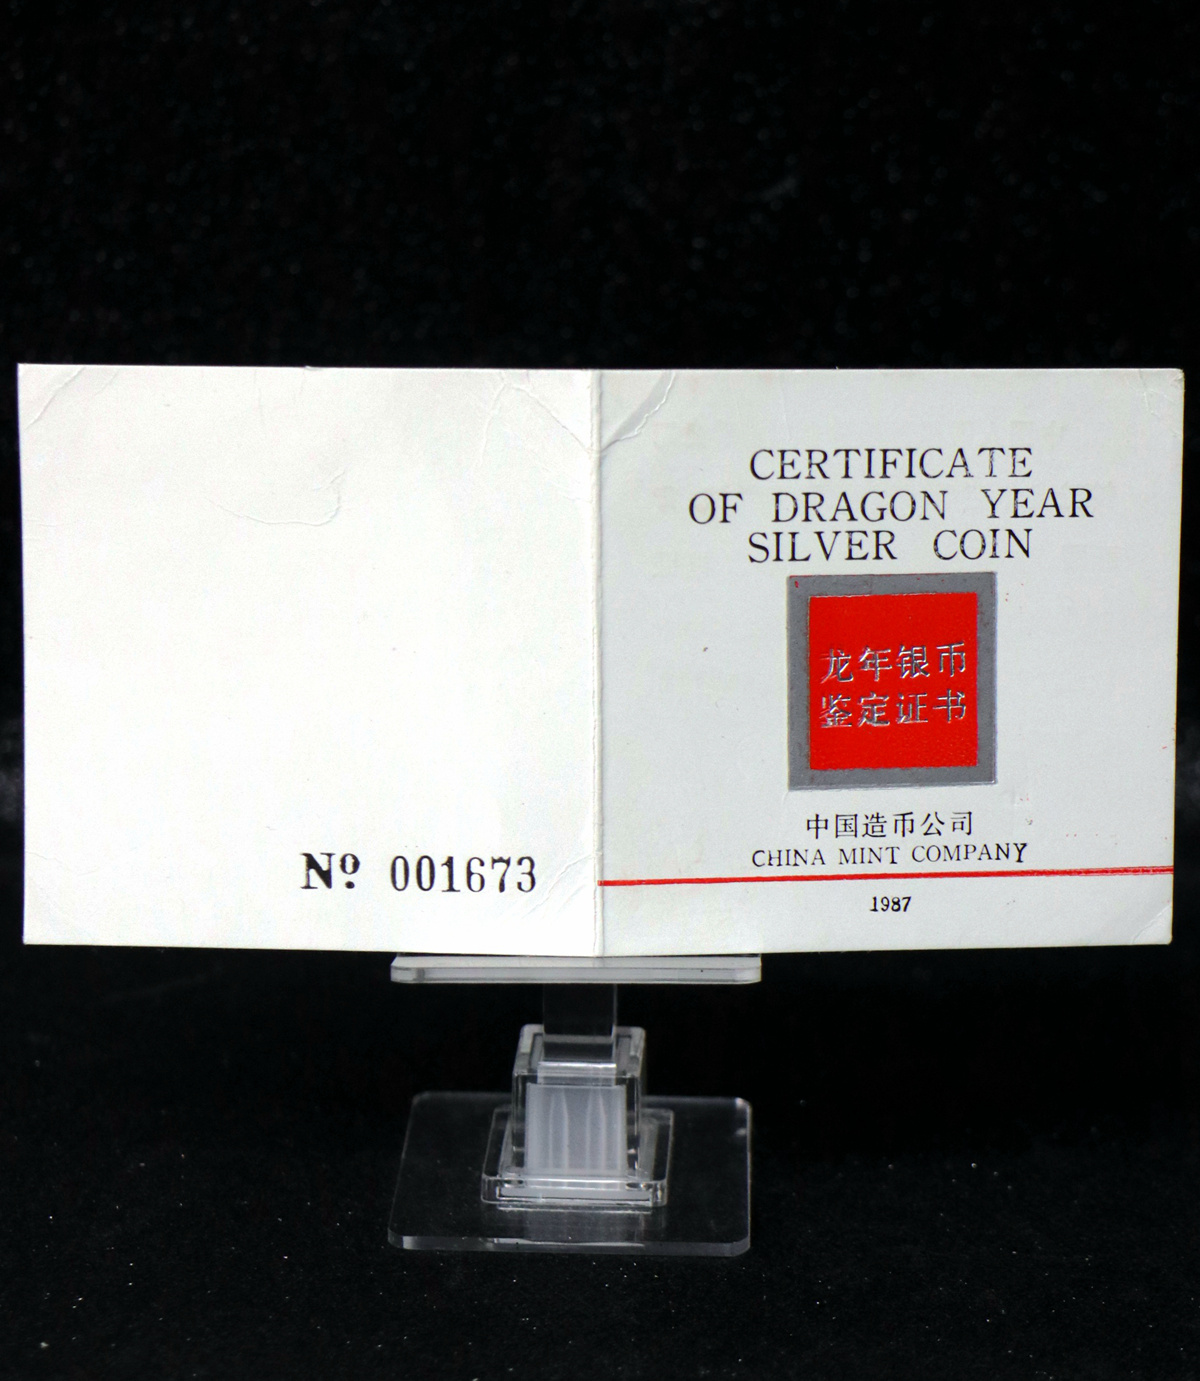 CERTIFICATE
OF DRAGON YEAR
SILVER COIN
龙年银币
鉴定证书
中国造币公司
CHINA MINT COMPANY
1987
Nº 001673